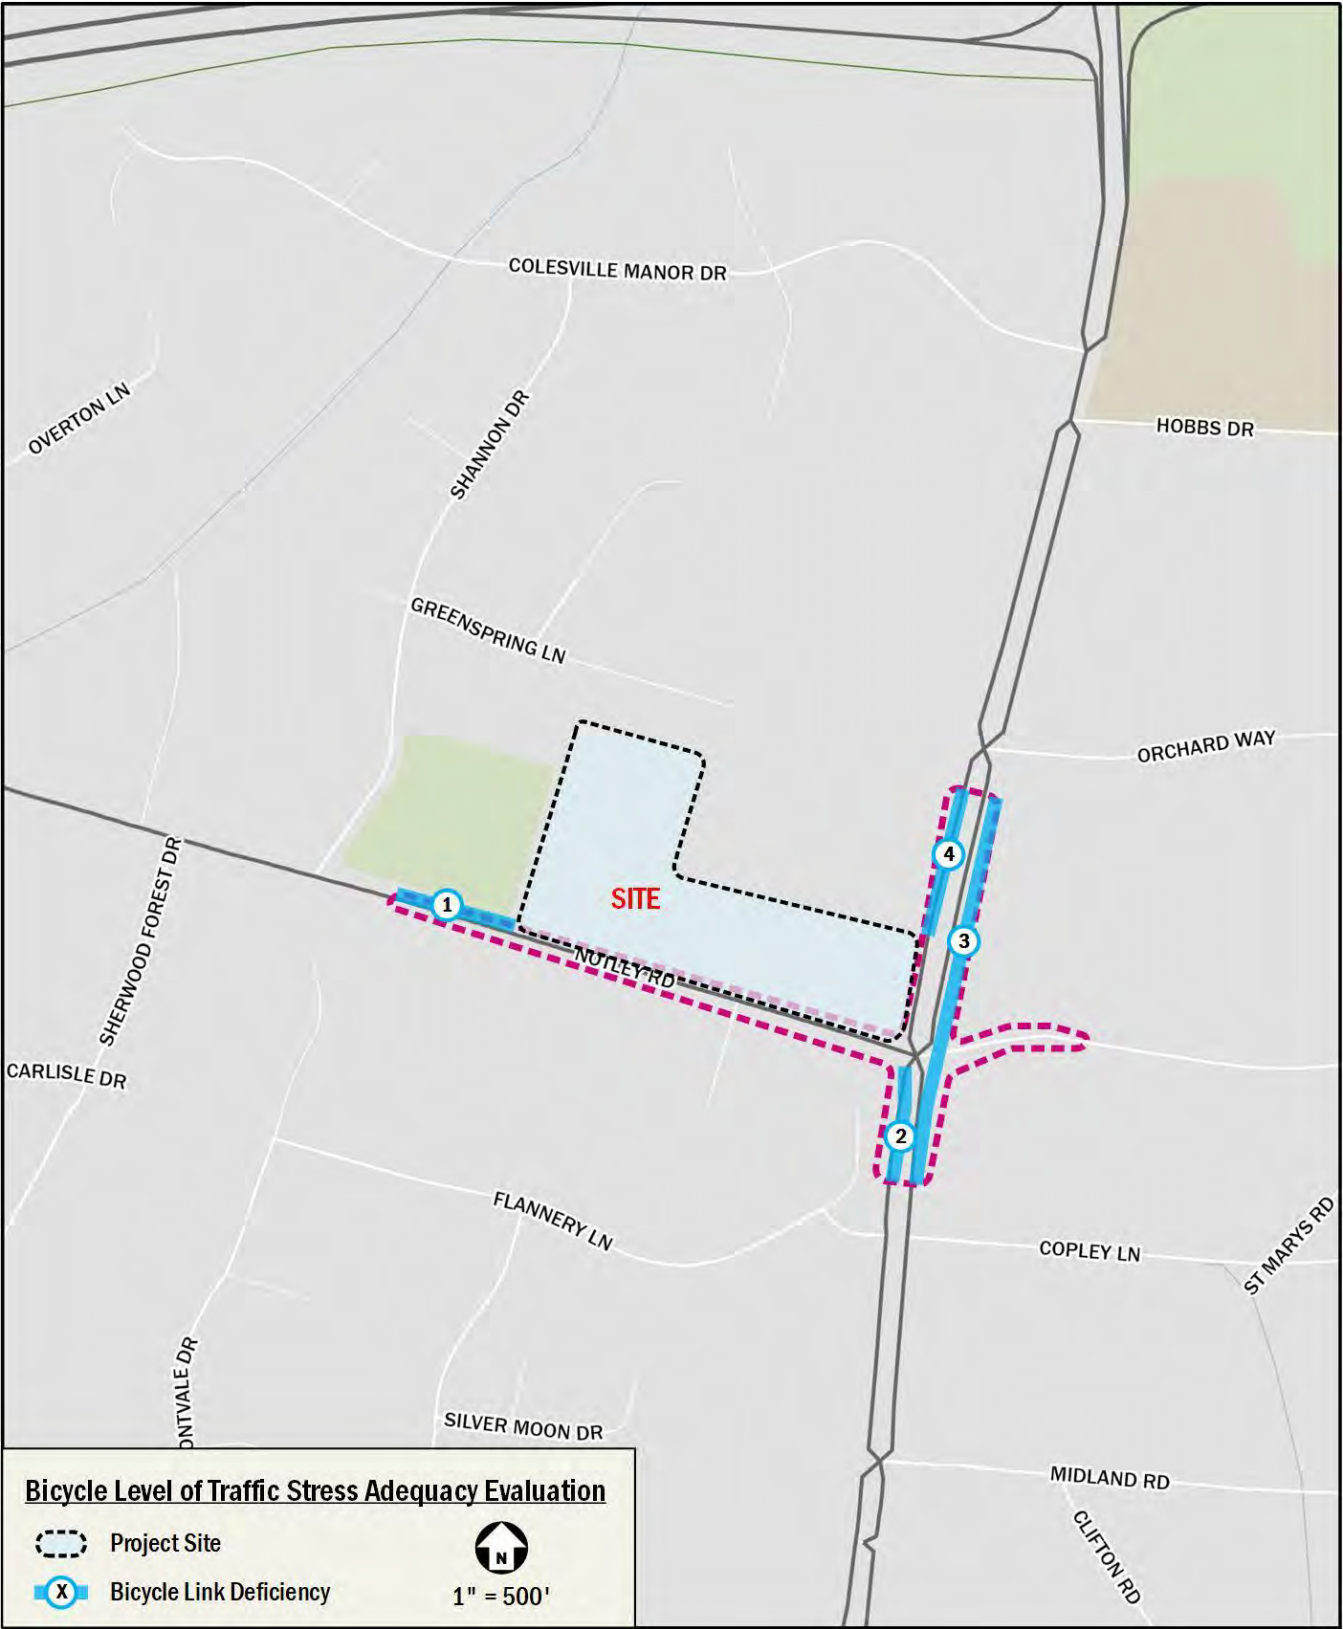 COLESVILLE MANOR DR
OVERTON LN
SHANNON DR
HOBBS DR
GREENSPRING LN
ORCHARD WAY
SITE
4
1
3
NOTLEY RD
SHERWOOD FOREST DR
CARLISLE DR
2
FLANNERY LN
COPLEY LN
ST MARYS RD
ONTVALE DR
SILVER MOON DR
MIDLAND RD
CLIFTON RD
Bicycle Level of Traffic Stress Adequacy Evaluation
Project Site
N
X
Bicycle Link Deficiency
1" = 500'